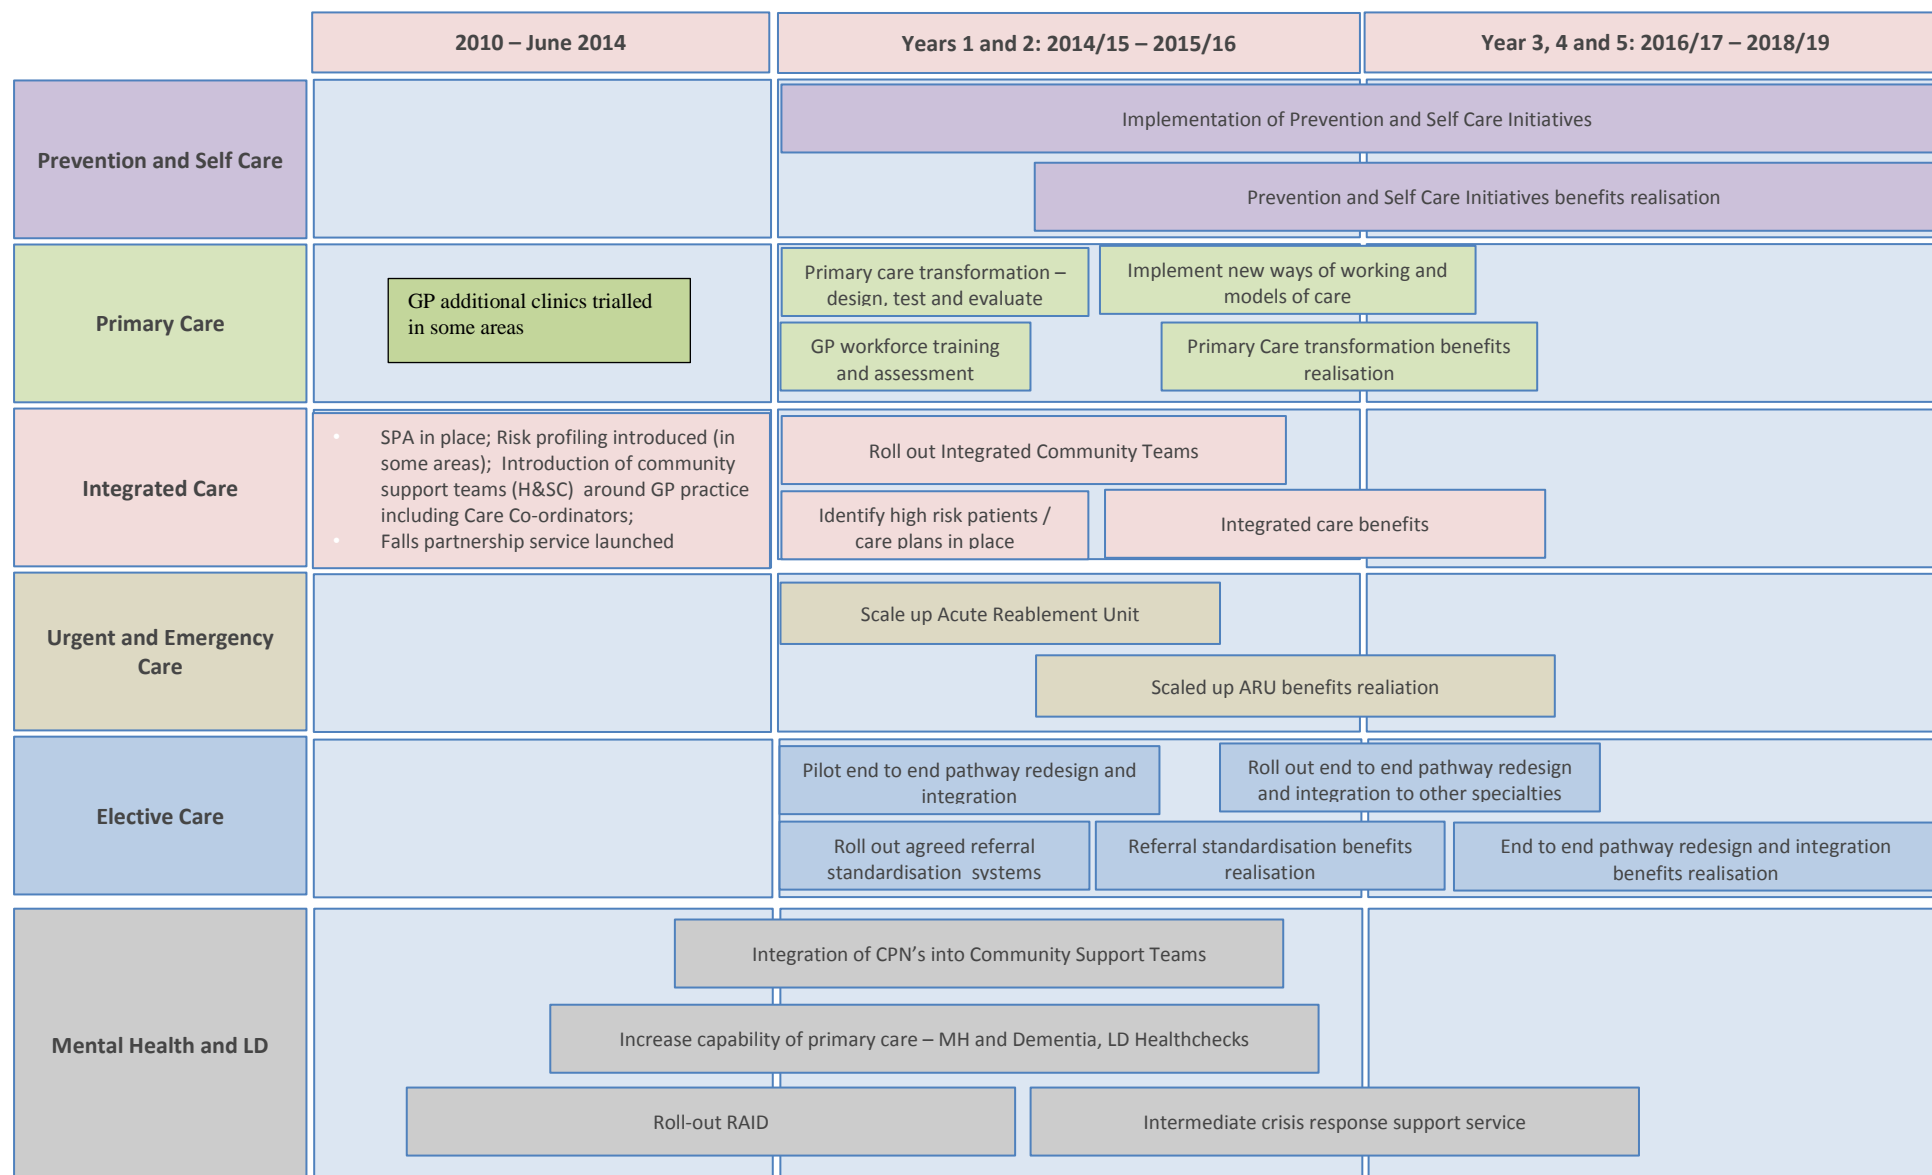 2010 – June 2014
Years 1 and 2: 2014/15 – 2015/16
Year 3, 4 and 5: 2016/17 – 2018/19
Prevention and Self Care
Implementation of Prevention and Self Care Initiatives
Prevention and Self Care Initiatives benefits realisation
Primary Care
GP additional clinics trialled
in some areas
Primary care transformation –
design, test and evaluate
Implement new ways of working and
models of care
GP workforce training
and assessment
Primary Care transformation benefits
realisation
Integrated Care
• SPA in place; Risk profiling introduced (in
some areas); Introduction of community
support teams (H&SC) around GP practice
including Care Co-ordinators;
• Falls partnership service launched
Roll out Integrated Community Teams
Identify high risk patients /
care plans in place
Integrated care benefits
Urgent and Emergency
Care
Scale up Acute Reablement Unit
Scaled up ARU benefits realiation
Elective Care
Pilot end to end pathway redesign and
integration
Roll out end to end pathway redesign
and integration to other specialties
Roll out agreed referral
standardisation systems
Referral standardisation benefits
realisation
End to end pathway redesign and integration
benefits realisation
Mental Health and LD
Integration of CPN’s into Community Support Teams
Increase capability of primary care – MH and Dementia, LD Healthchecks
Roll-out RAID
Intermediate crisis response support service